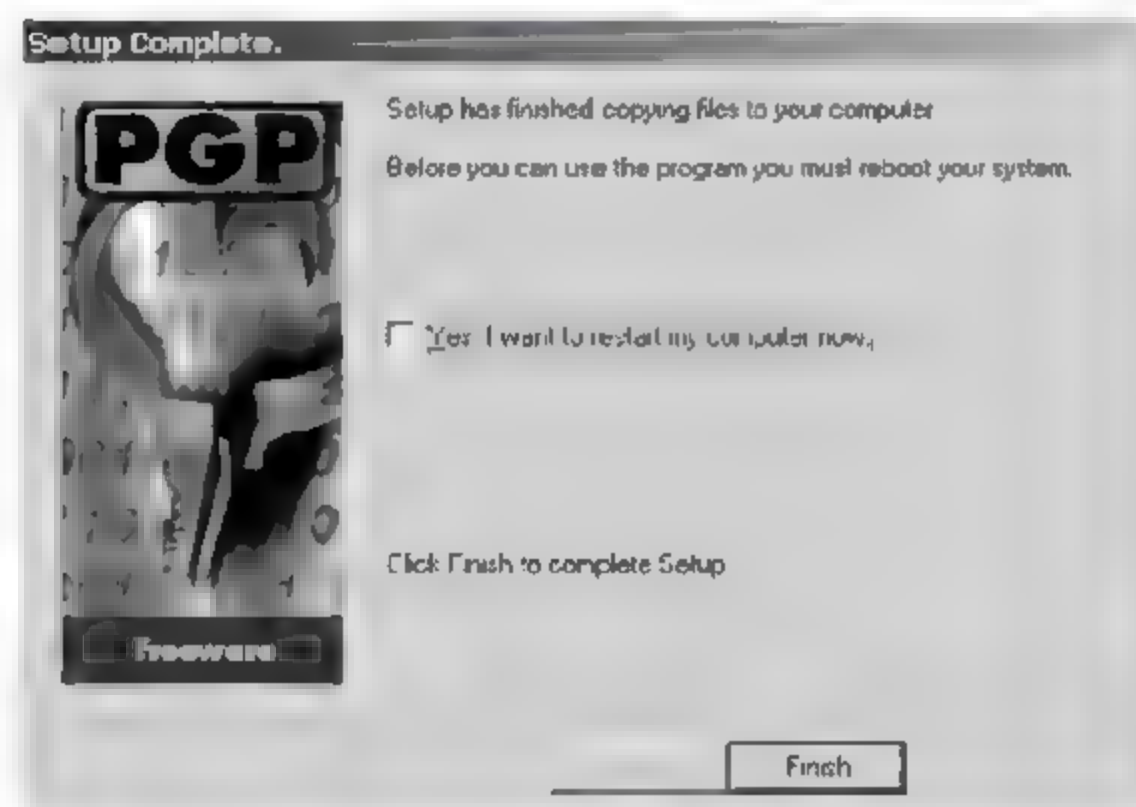 Setup Complete.
PGP
Freeware
Setup has finished copying files to your computer
Before you can use the program you must reboot your system.
Yes I want to restart my computer now.
Click Finish to complete Setup
Finish